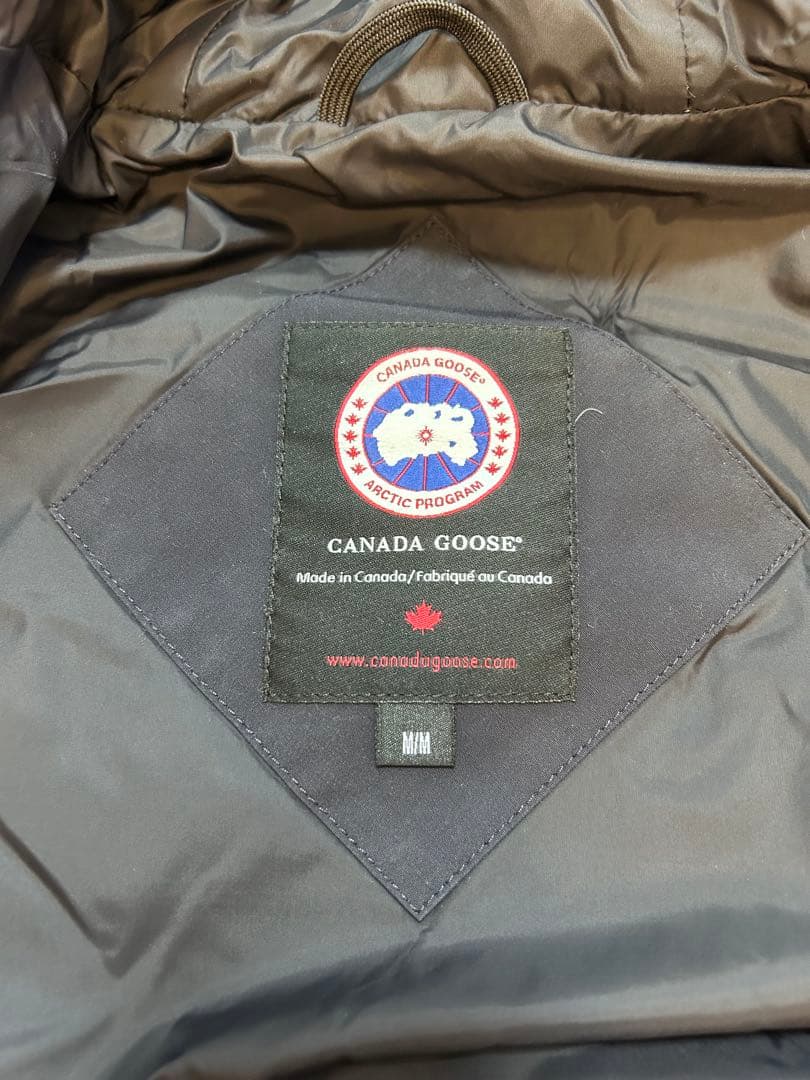 CANADA GOOSE®
ARCTIC PROGRAM
CANADA GOOSE®
Made in Canada/Fabriqué au Canada
www.canadagoose.com
M/M